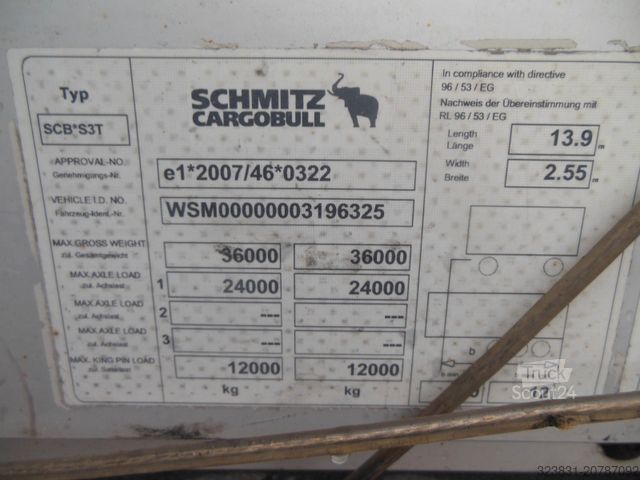 Typ
SCB*S3T
SCHMITZ
CARGOBULL
In compliance with directive
96 / 53 / EG
Nachweis der Übereinstimmung mit
RL 96 / 53 / EG
Length
Länge
13.9 m
Width
Breite
2.55 m
APPROVAL-NO.
Genehmigungs-Nr.
e1*2007/46*0322
VEHICLE I.D. NO.
Fahrzeug-Ident.-Nr.
WSM00000003196325
MAX.GROSS WEIGHT
zul. Gesamtgewicht
36000 36000
MAX.AXLE LOAD
zul. Achslast
1 24000 24000
MAX.AXLE LOAD
zul. Achslast
2 --- ---
MAX.AXLE LOAD
zul. Achslast
3 --- ---
MAX. KING PIN LOAD
zul. Sattellast
12000 12000
kg kg
b
12
Truck
Scout24
323831-20787092